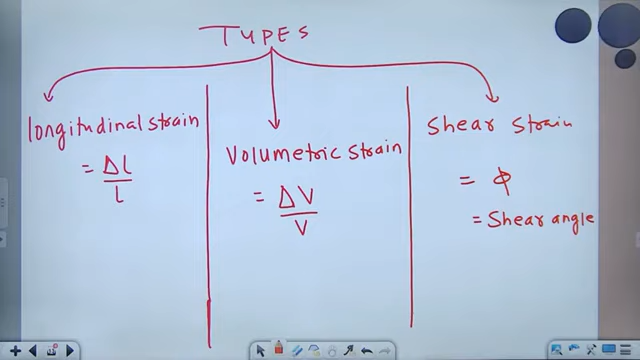 TYPES
longitudinal strain
= Δl
l
Volumetric strain
= ΔV
V
Shear strain
= φ
= Shear angle